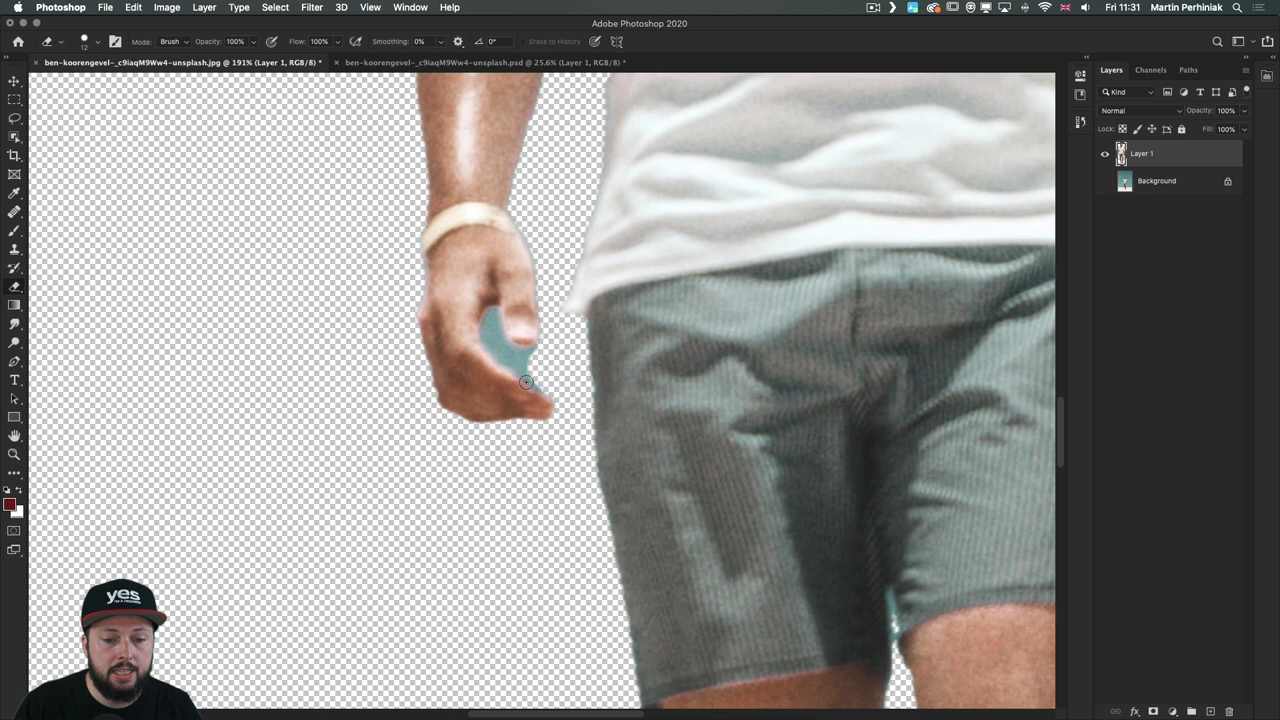 Photoshop File Edit Image Layer Type Select Filter 3D View Window Help Fri 11:31 Martin Perhiniak
Adobe Photoshop 2020
12 Mode: Brush Opacity: 100% Flow: 100% Smoothing: 0% 0° Erase to History
ben-koorengevel-_c9iaqM9Ww4-unsplash.jpg @ 191% (Layer 1, RGB/8) * ben-koorengevel-_c9iaqM9Ww4-unsplash.psd @ 25.6% (Layer 1, RGB/8) *
Layers Channels Paths
Kind
Normal Opacity: 100%
Lock: Fill: 100%
Layer 1
Background
yes